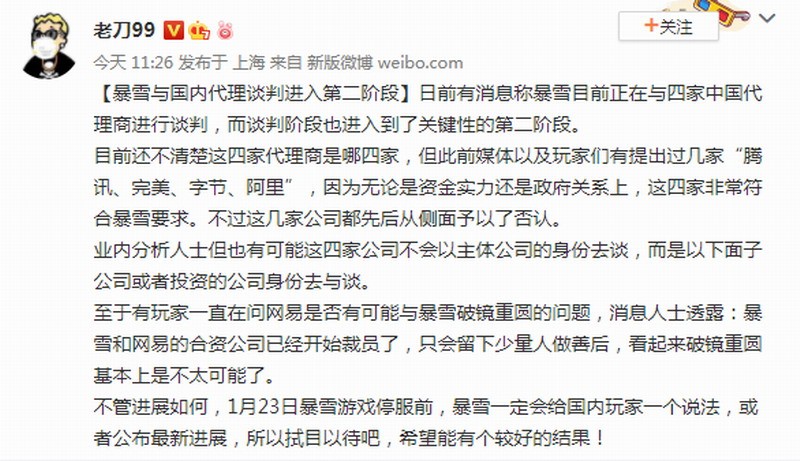 老刀99
+关注
今天 11:26 发布于 上海 来自 新版微博 weibo.com
【暴雪与国内代理谈判进入第二阶段】日前有消息称暴雪目前正在与四家中国代
理商进行谈判，而谈判阶段也进入到了关键性的第二阶段。
目前还不清楚这四家代理商是哪四家，但此前媒体以及玩家们有提出过几家“腾
讯、完美、字节、阿里”，因为无论是资金实力还是政府关系上，这四家非常符
合暴雪要求。不过这几家公司都先后从侧面予以了否认。
业内分析人士但也有可能这四家公司不会以主体公司的身份去谈，而是以下面子
公司或者投资的公司身份去与谈。
至于有玩家一直在问网易是否有可能与暴雪破镜重圆的问题，消息人士透露：暴
雪和网易的合资公司已经开始裁员了，只会留下少量人做善后，看起来破镜重圆
基本上是不太可能了。
不管进展如何，1月23日暴雪游戏停服前，暴雪一定会给国内玩家一个说法，或
者公布最新进展，所以拭目以待吧，希望能有个较好的结果！